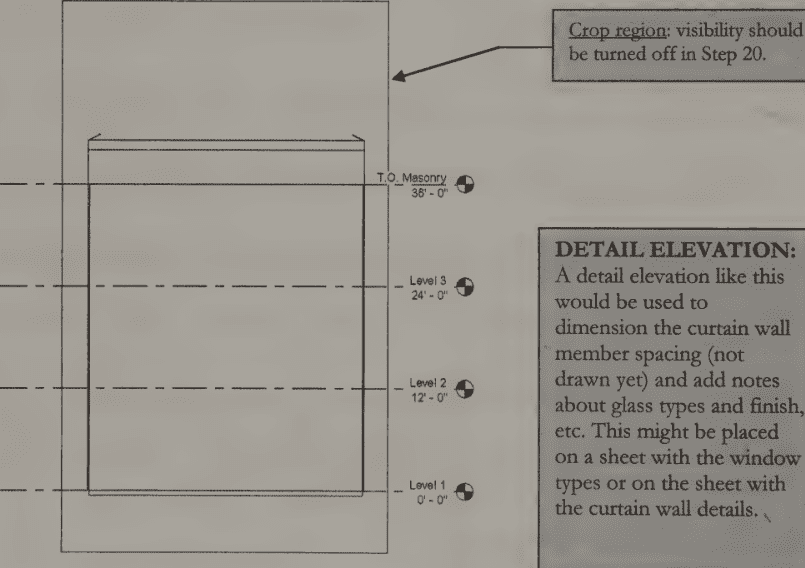 Crop region: visibility should
be turned off in Step 20.
T.O. Masonry
36' - 0"
Level 3
24' - 0"
Level 2
12' - 0"
Level 1
0' - 0"
DETAIL ELEVATION:
A detail elevation like this
would be used to
dimension the curtain wall
member spacing (not
drawn yet) and add notes
about glass types and finish,
etc. This might be placed
on a sheet with the window
types or on the sheet with
the curtain wall details.